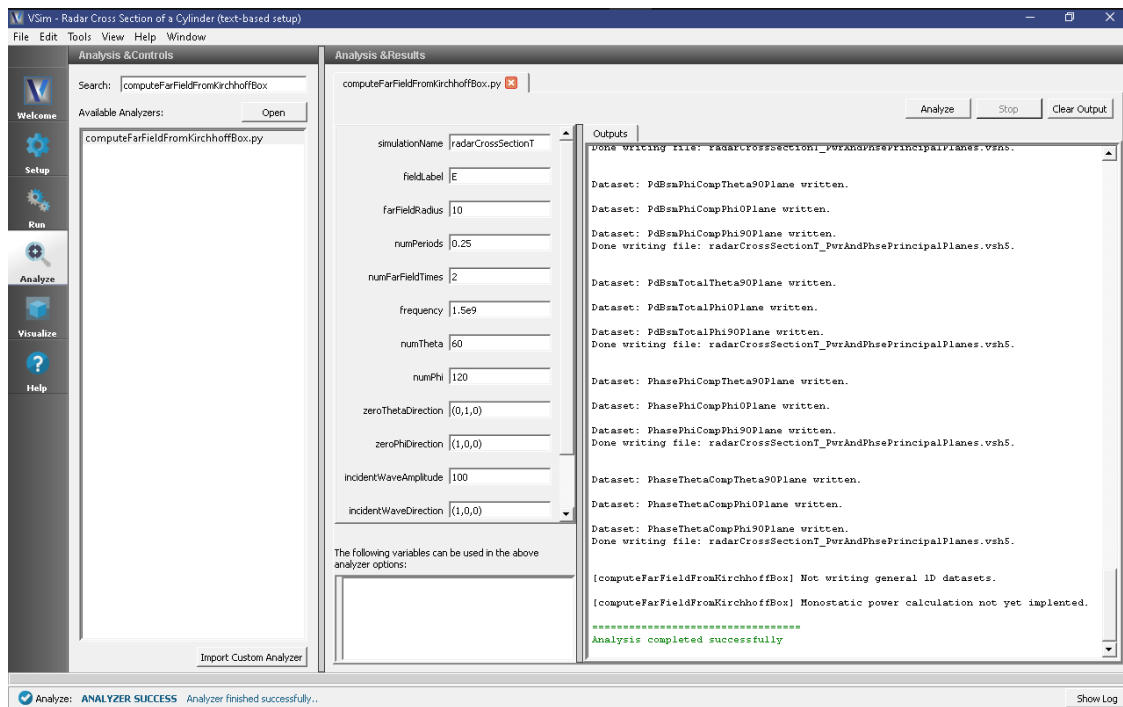 VSim - Radar Cross Section of a Cylinder (text-based setup)
File Edit Tools View Help Window
Welcome
Setup
Run
Analyze
Visualize
Help
Analysis &Controls
Search: computeFarFieldFromKirchhoffBox
Available Analyzers: Open
computeFarFieldFromKirchhoffBox.py
Import Custom Analyzer
Analysis &Results
computeFarFieldFromKirchhoffBox.py
Analyze Stop Clear Output
simulationName radarCrossSectionT
fieldLabel E
farFieldRadius 10
numPeriods 0.25
numFarFieldTimes 2
frequency 1.5e9
numTheta 60
numPhi 120
zeroThetaDirection (0,1,0)
zeroPhiDirection (1,0,0)
incidentWaveAmplitude 100
incidentWaveDirection (1,0,0)
The following variables can be used in the above
analyzer options:
Outputs
Done writing file: radarCrossSectionT_PwrAndPhsePrincipalPlanes.vsh5.
Dataset: PdBsmPhiCompTheta90Plane written.
Dataset: PdBsmPhiCompPhi0Plane written.
Dataset: PdBsmPhiCompPhi90Plane written.
Done writing file: radarCrossSectionT_PwrAndPhsePrincipalPlanes.vsh5.
Dataset: PdBsmTotalTheta90Plane written.
Dataset: PdBsmTotalPhi0Plane written.
Dataset: PdBsmTotalPhi90Plane written.
Done writing file: radarCrossSectionT_PwrAndPhsePrincipalPlanes.vsh5.
Dataset: PhasePhiCompTheta90Plane written.
Dataset: PhasePhiCompPhi0Plane written.
Dataset: PhasePhiCompPhi90Plane written.
Done writing file: radarCrossSectionT_PwrAndPhsePrincipalPlanes.vsh5.
Dataset: PhaseThetaCompTheta90Plane written.
Dataset: PhaseThetaCompPhi0Plane written.
Dataset: PhaseThetaCompPhi90Plane written.
Done writing file: radarCrossSectionT_PwrAndPhsePrincipalPlanes.vsh5.
[computeFarFieldFromKirchhoffBox] Not writing general 1D datasets.
[computeFarFieldFromKirchhoffBox] Monostatic power calculation not yet implented.
==================================
Analysis completed successfully
Analyze: ANALYZER SUCCESS Analyzer finished successfully..
Show Log